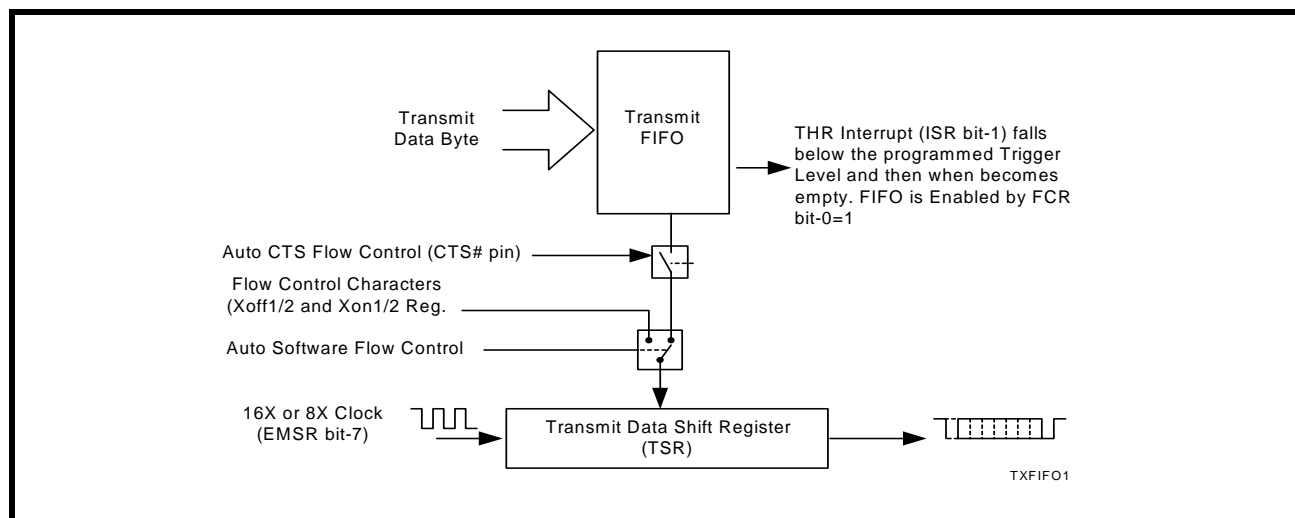 Transmit
Data Byte
Transmit
FIFO
THR Interrupt (ISR bit-1) falls
below the programmed Trigger
Level and then when becomes
empty. FIFO is Enabled by FCR
bit-0=1
Auto CTS Flow Control (CTS# pin)
Flow Control Characters
(Xoff1/2 and Xon1/2 Reg.
Auto Software Flow Control
16X or 8X Clock
(EMSR bit-7)
Transmit Data Shift Register
(TSR)
TXFIFO1